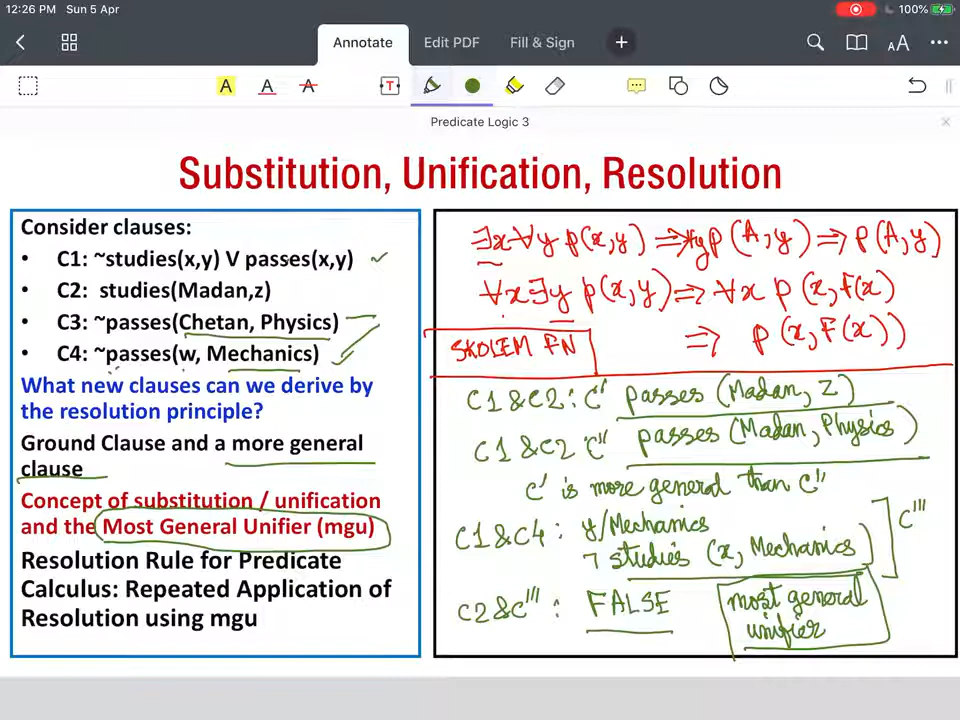 12:26 PM Sun 5 Apr
100%
Annotate
Edit PDF
Fill & Sign
Predicate Logic 3
Substitution, Unification, Resolution
Consider clauses:
• C1: ~studies(x,y) V passes(x,y)
• C2: studies(Madan,z)
• C3: ~passes(Chetan, Physics)
• C4: ~passes(w, Mechanics)
What new clauses can we derive by
the resolution principle?
Ground Clause and a more general
clause
Concept of substitution / unification
and the Most General Unifier (mgu)
Resolution Rule for Predicate
Calculus: Repeated Application of
Resolution using mgu
∃x ∀y p(x,y) ⇒ ∀y p(A,y) ⇒ p(A,y)
∀x ∃y p(x,y) ⇒ ∀x p(x,F(x)
SKOLEM FN
⇒ p(x,F(x))
C1 & C2: C' passes (Madan, Z)
C1 & C2 C'' passes (Madan, Physics)
C' is more general than C''
C1 & C4: y/Mechanics
¬ studies (x, Mechanics) ] C'''
C2 & C''': FALSE
most general
unifier